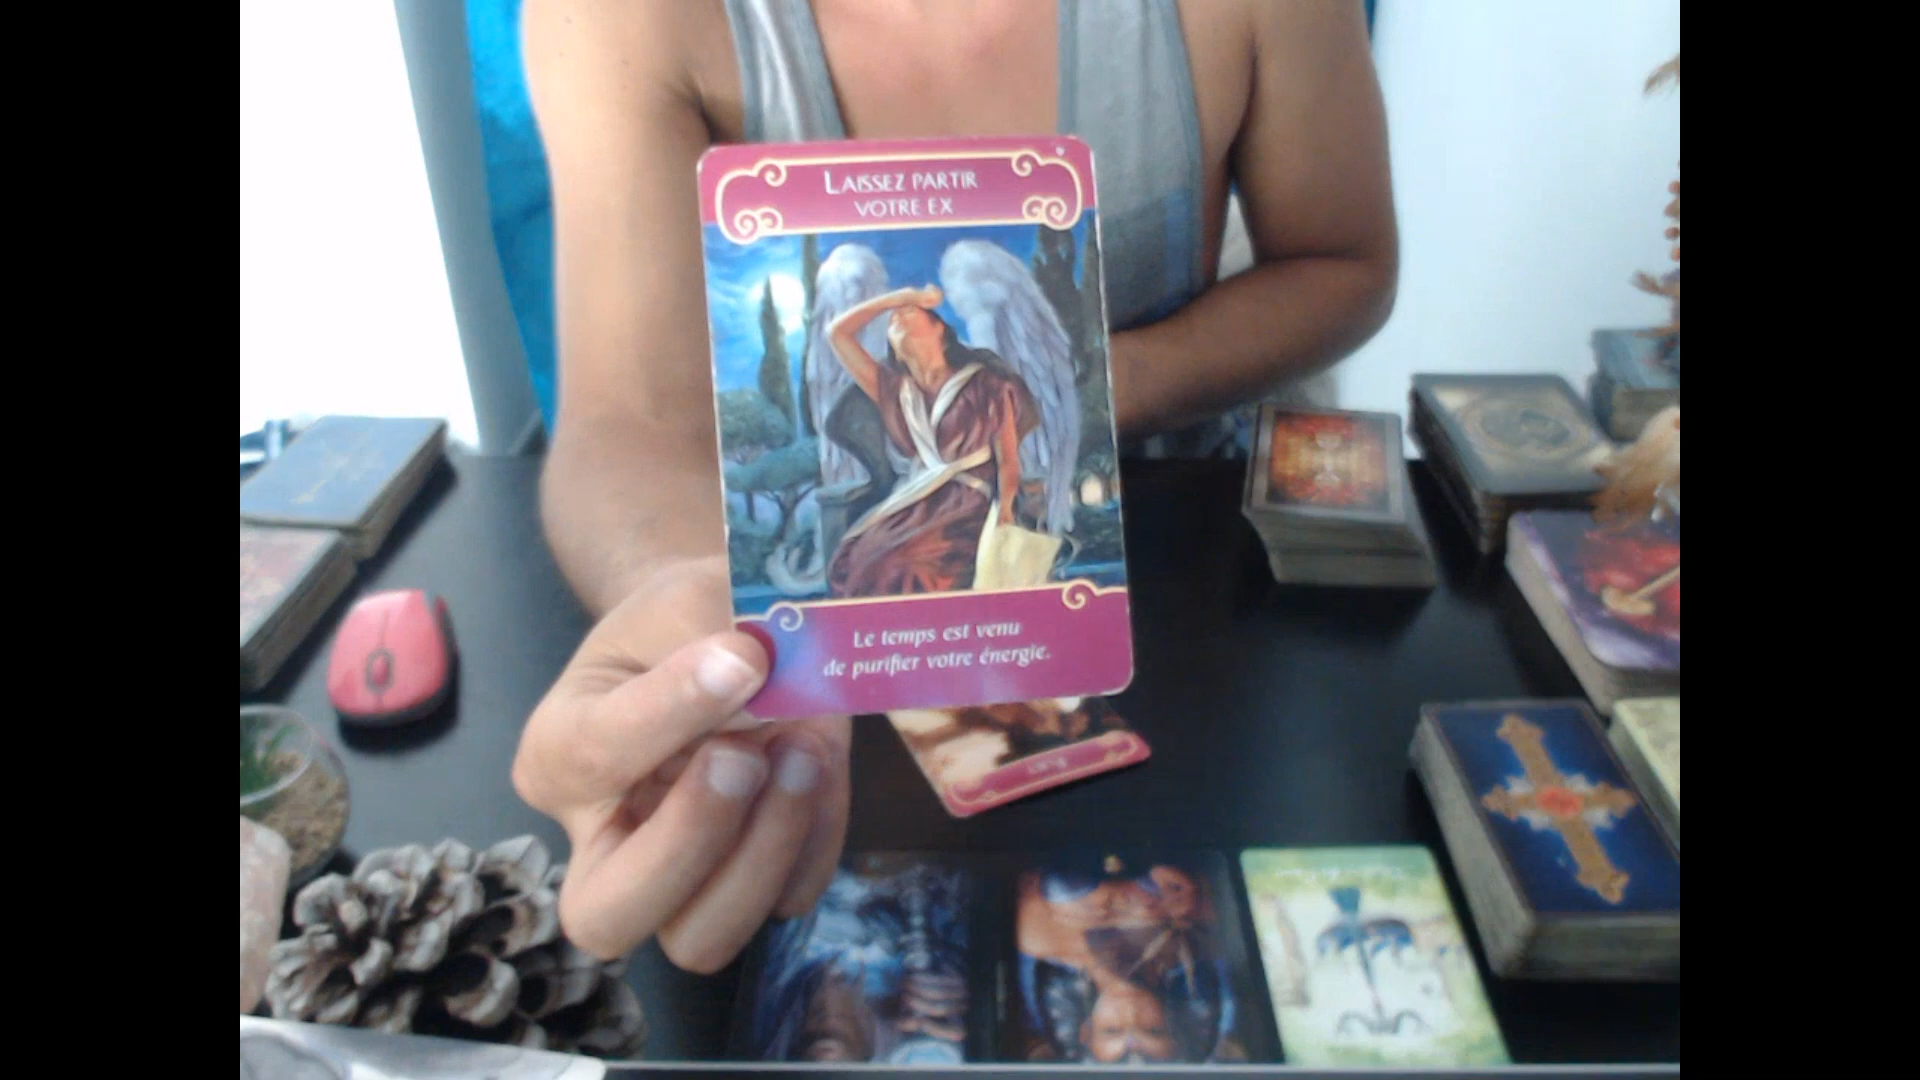 LAISSEZ PARTIR
VOTRE EX
Le temps est venu
de purifier votre énergie.